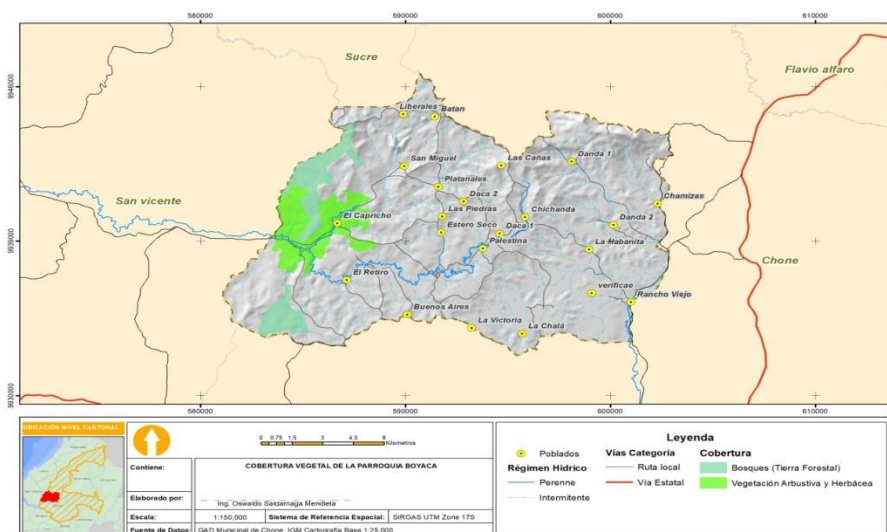 580000 590000 600000 610000
Sucre
Flavio alfaro
9948000
Liberales
Batan
San Miguel
Las Cañas
Danda 1
Platanales
Daca 2
Chamizas
San vicente
El Capricho
Las Piedras
Chichanda
Danda 2
Estero Seco
Daca 1
9939000
Palestina
La Mabanita
Chone
El Retiro
verificae
Rancho Viejo
Buenos Aires
La Victoria
La Chalá
9930000
580000 590000 600000 610000
UBICACIÓN NIVEL CANTONAL
0 0.75 1.5 3 4.5 6
Kilometros
Contiene:
COBERTURA VEGETAL DE LA PARROQUIA BOYACA
Elaborado por:
Ing. Oswaldo Saldarriaga Mendieta
Escala:
1:150,000
Sistema de Referencia Espacial:
SIRGAS UTM Zone 17S
Fuente de Datos:
GAD Municipal de Chone, IGM Cartografía Base 1:25.000
Leyenda
Poblados
Régimen Hídrico
Perenne
Intermitente
Vías Categoría
Ruta local
Vía Estatal
Cobertura
Bosques (Tierra Forestal)
Vegetación Arbustiva y Herbácea